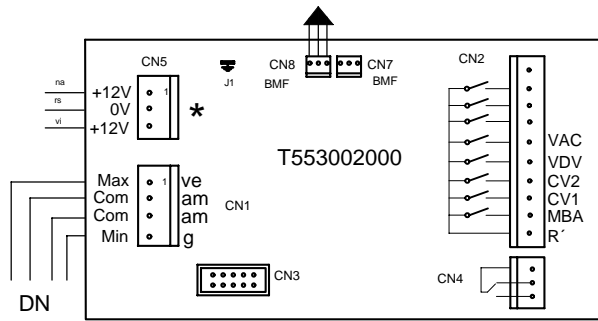 CN5
J1
CN8
CN7
BMF
BMF
CN2
na
+12V
1
rs
0V
*
vi
+12V
T553002000
VAC
VDV
CV2
CV1
MBA
R´
Max
1
ve
Com
am
CN1
Com
am
Min
g
CN3
CN4
DN